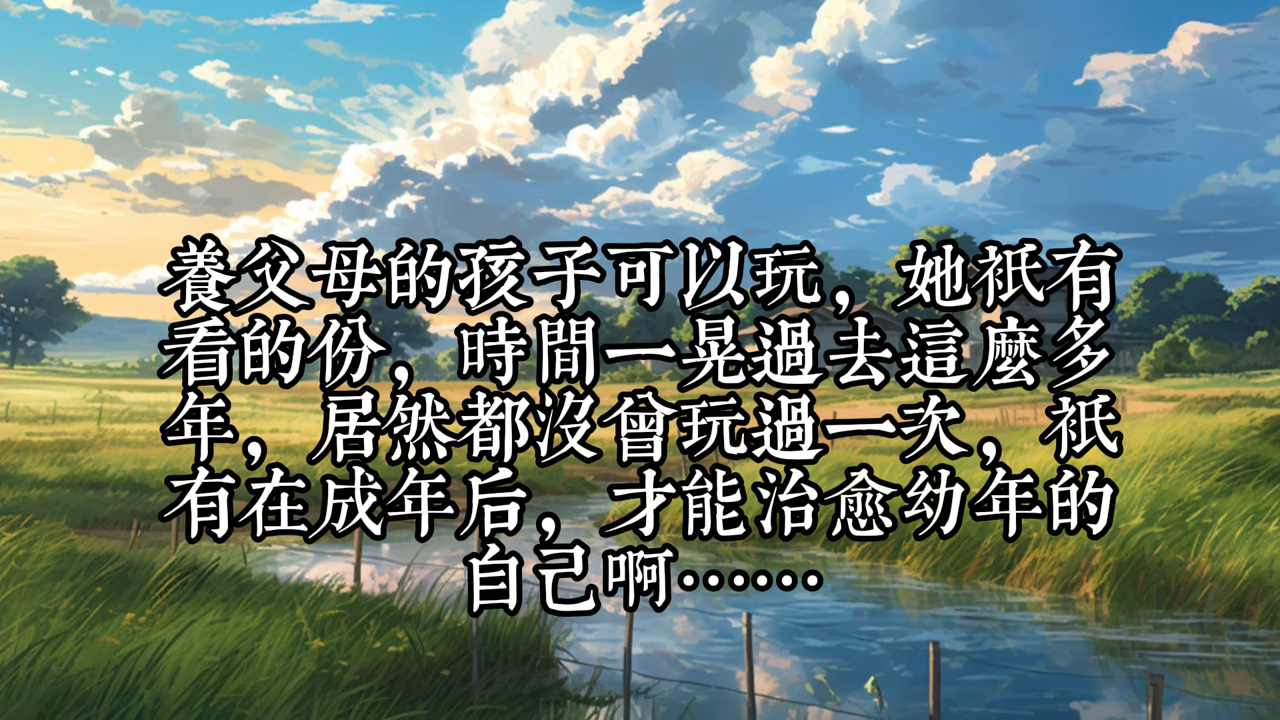 養父母的孩子可以玩，她衹有
看的份，時間一晃過去這麼多
年，居然都沒曾玩過一次，衹
有在成年后，才能治愈幼年的
自己啊……